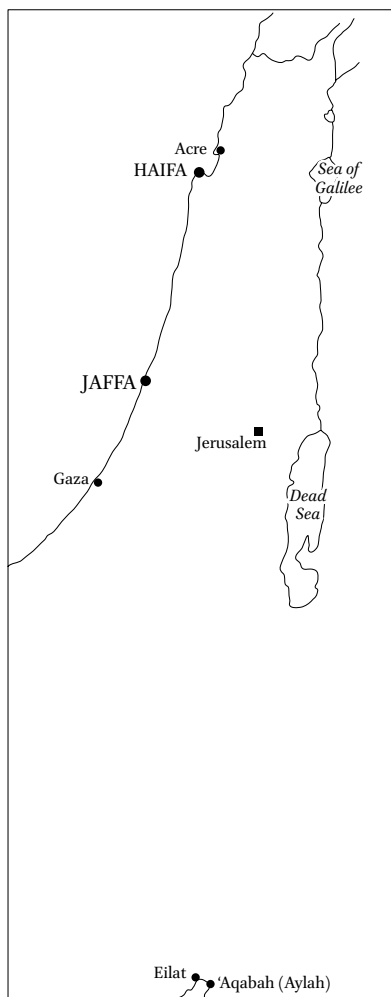 Acre
HAIFA
Sea of
Galilee
JAFFA
Jerusalem
Gaza
Dead
Sea
Eilat
‘Aqabah (Aylah)